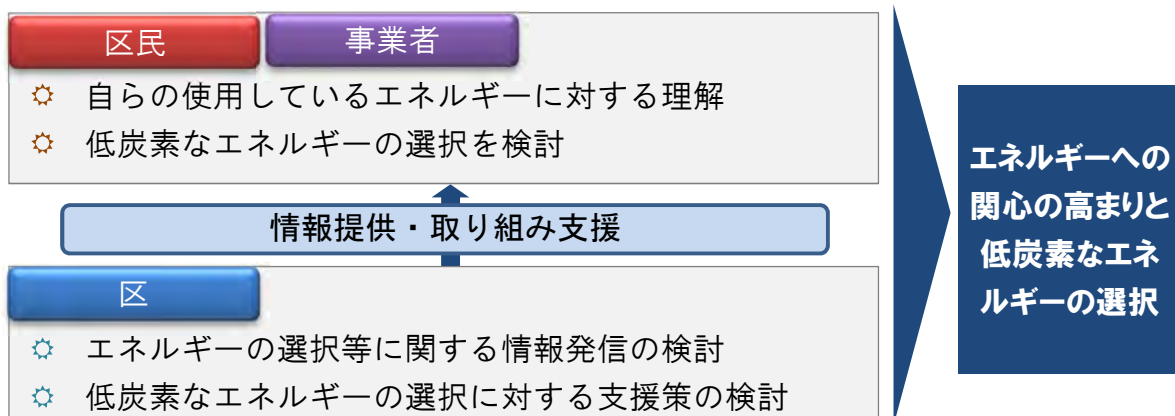 区民
事業者
自らの使用しているエネルギーに対する理解
低炭素なエネルギーの選択を検討
情報提供・取り組み支援
区
エネルギーの選択等に関する情報発信の検討
低炭素なエネルギーの選択に対する支援策の検討
エネルギーへの
関心の高まりと
低炭素なエネ
ルギーの選択